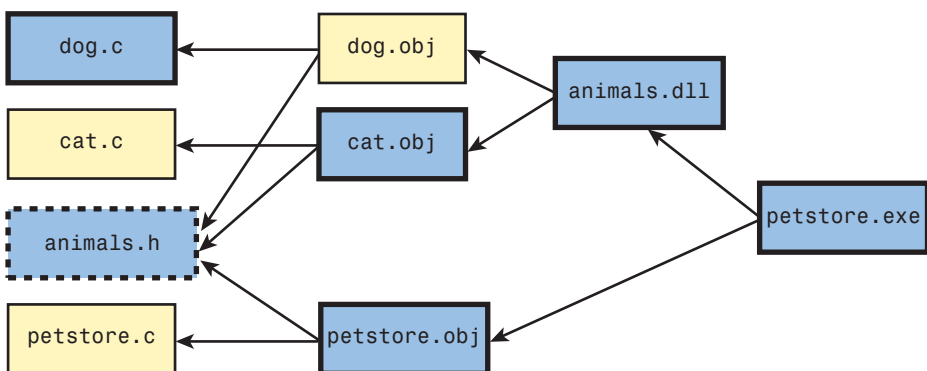 dog.c
dog.obj
animals.dll
cat.c
cat.obj
petstore.exe
animals.h
petstore.c
petstore.obj